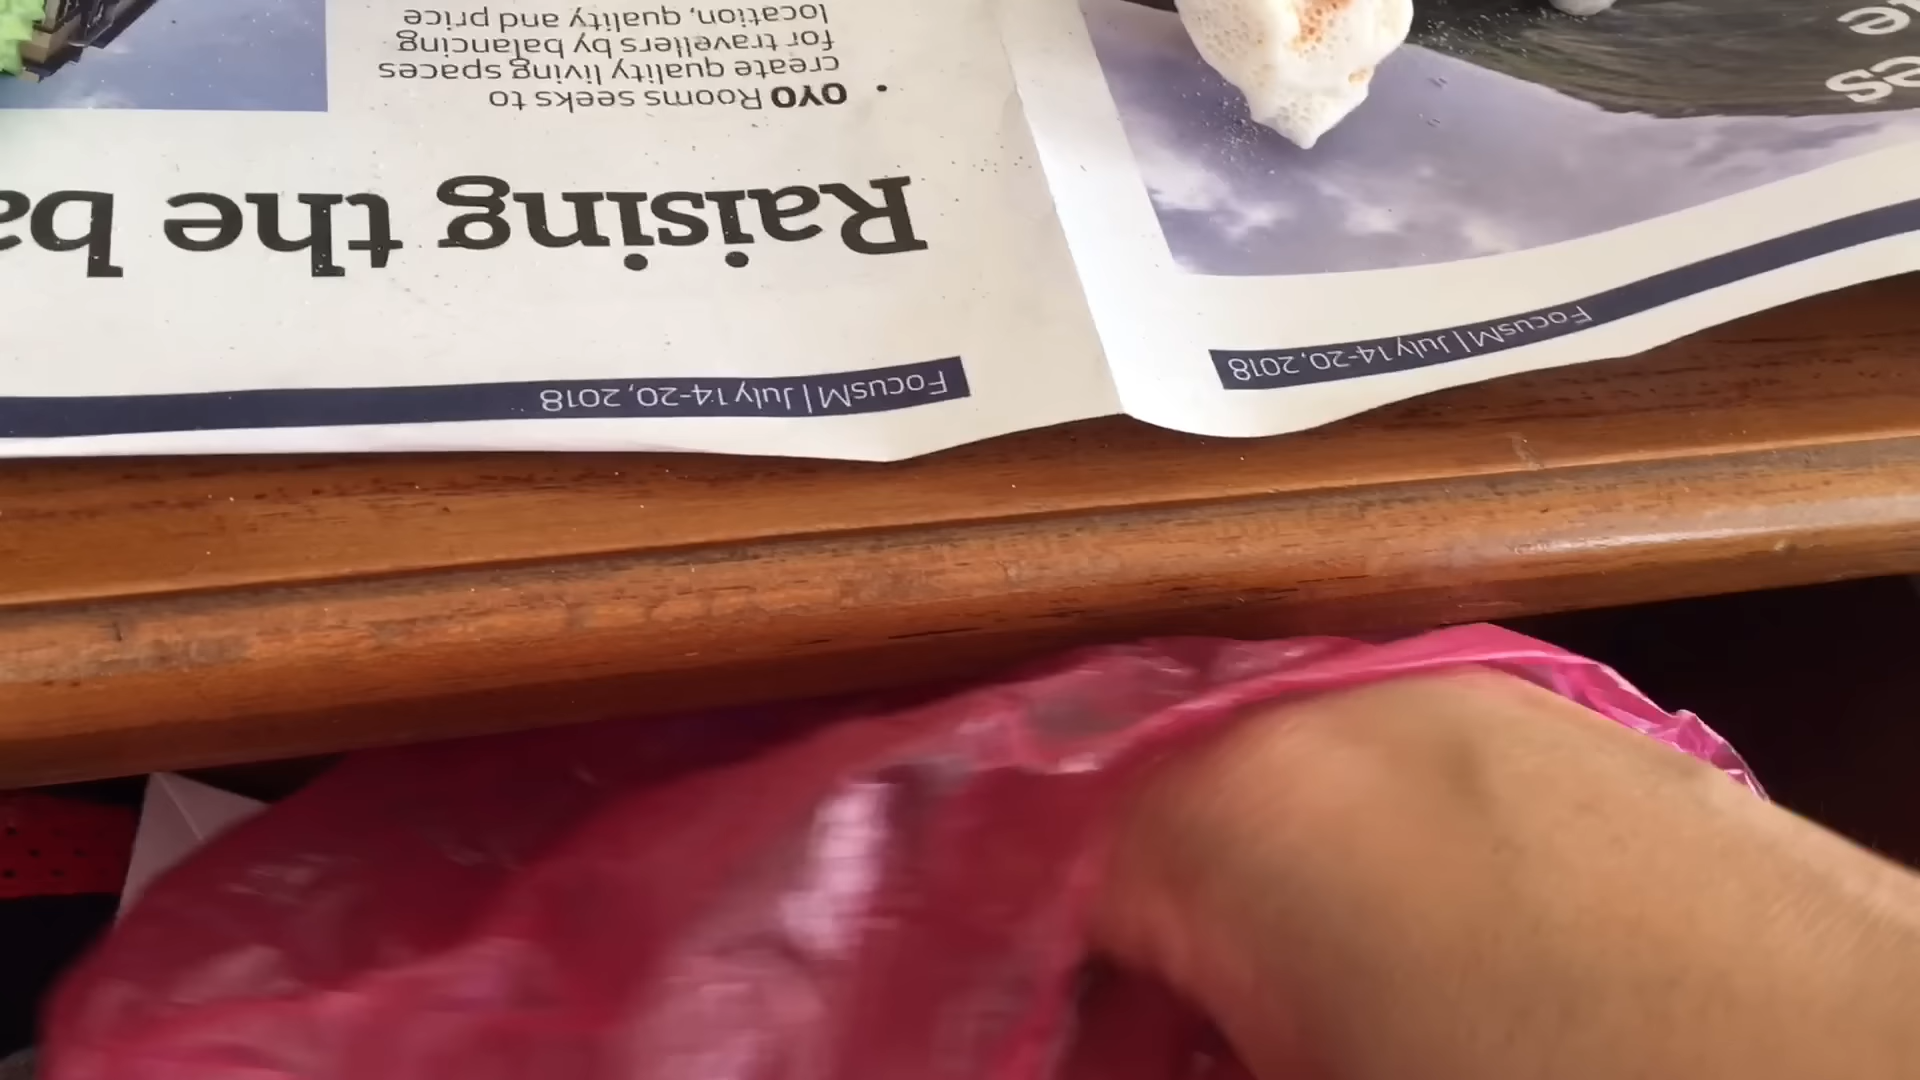 FocusM | July 14-20, 2018
Raising the ba
• OYO Rooms seeks to
create quality living spaces
for travellers by balancing
location, quality and price
FocusM | July 14-20, 2018
es
te